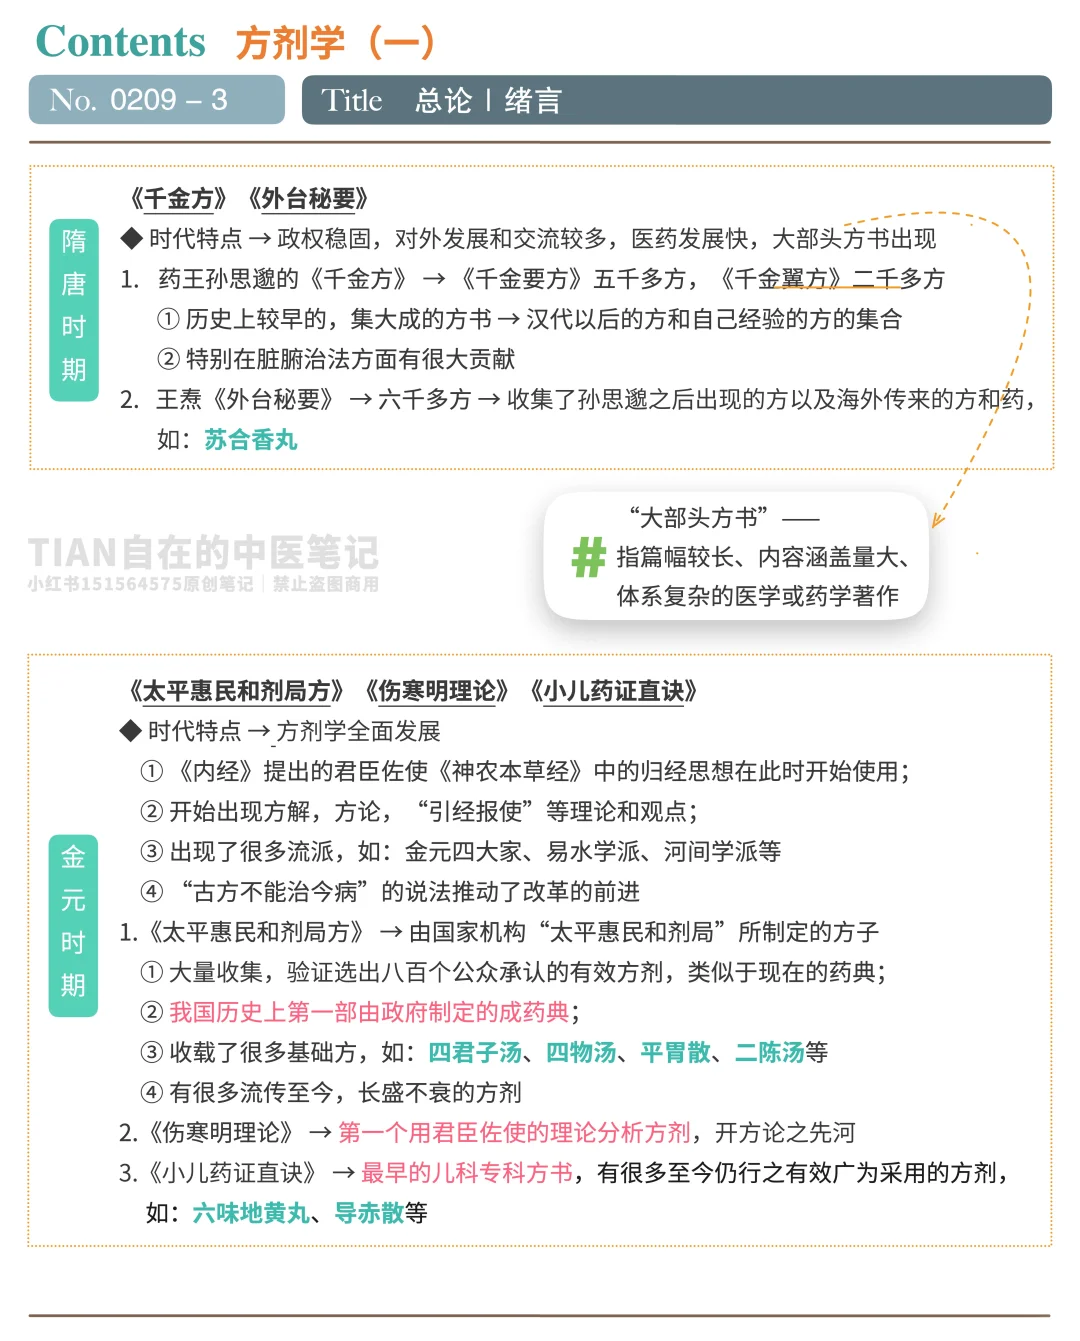 Contents 方剂学（一）
No. 0209 – 3 Title 总论 | 绪言
隋唐时期
《千金方》《外台秘要》
◆ 时代特点 → 政权稳固，对外发展和交流较多，医药发展快，大部头方书出现
1. 药王孙思邈的《千金方》 → 《千金要方》五千多方，《千金翼方》二千多方
① 历史上较早的，集大成的方书 → 汉代以后的方和自己经验的方的集合
② 特别在脏腑治法方面有很大贡献
2. 王焘《外台秘要》 → 六千多方 → 收集了孙思邈之后出现的方以及海外传来的方和药，
如：苏合香丸
“大部头方书”——
# 指篇幅较长、内容涵盖量大、
体系复杂的医学或药学著作
TIAN自在的中医笔记
小红书151564575原创笔记｜禁止盗图商用
金元时期
《太平惠民和剂局方》《伤寒明理论》《小儿药证直诀》
◆ 时代特点 → 方剂学全面发展
① 《内经》提出的君臣佐使《神农本草经》中的归经思想在此时开始使用；
② 开始出现方解，方论，“引经报使”等理论和观点；
③ 出现了很多流派，如：金元四大家、易水学派、河间学派等
④ “古方不能治今病”的说法推动了改革的前进
1.《太平惠民和剂局方》 → 由国家机构“太平惠民和剂局”所制定的方子
① 大量收集，验证选出八百个公众承认的有效方剂，类似于现在的药典；
② 我国历史上第一部由政府制定的成药典；
③ 收载了很多基础方，如：四君子汤、四物汤、平胃散、二陈汤等
④ 有很多流传至今，长盛不衰的方剂
2.《伤寒明理论》 → 第一个用君臣佐使的理论分析方剂，开方论之先河
3.《小儿药证直诀》 → 最早的儿科专科方书，有很多至今仍行之有效广为采用的方剂，
如：六味地黄丸、导赤散等